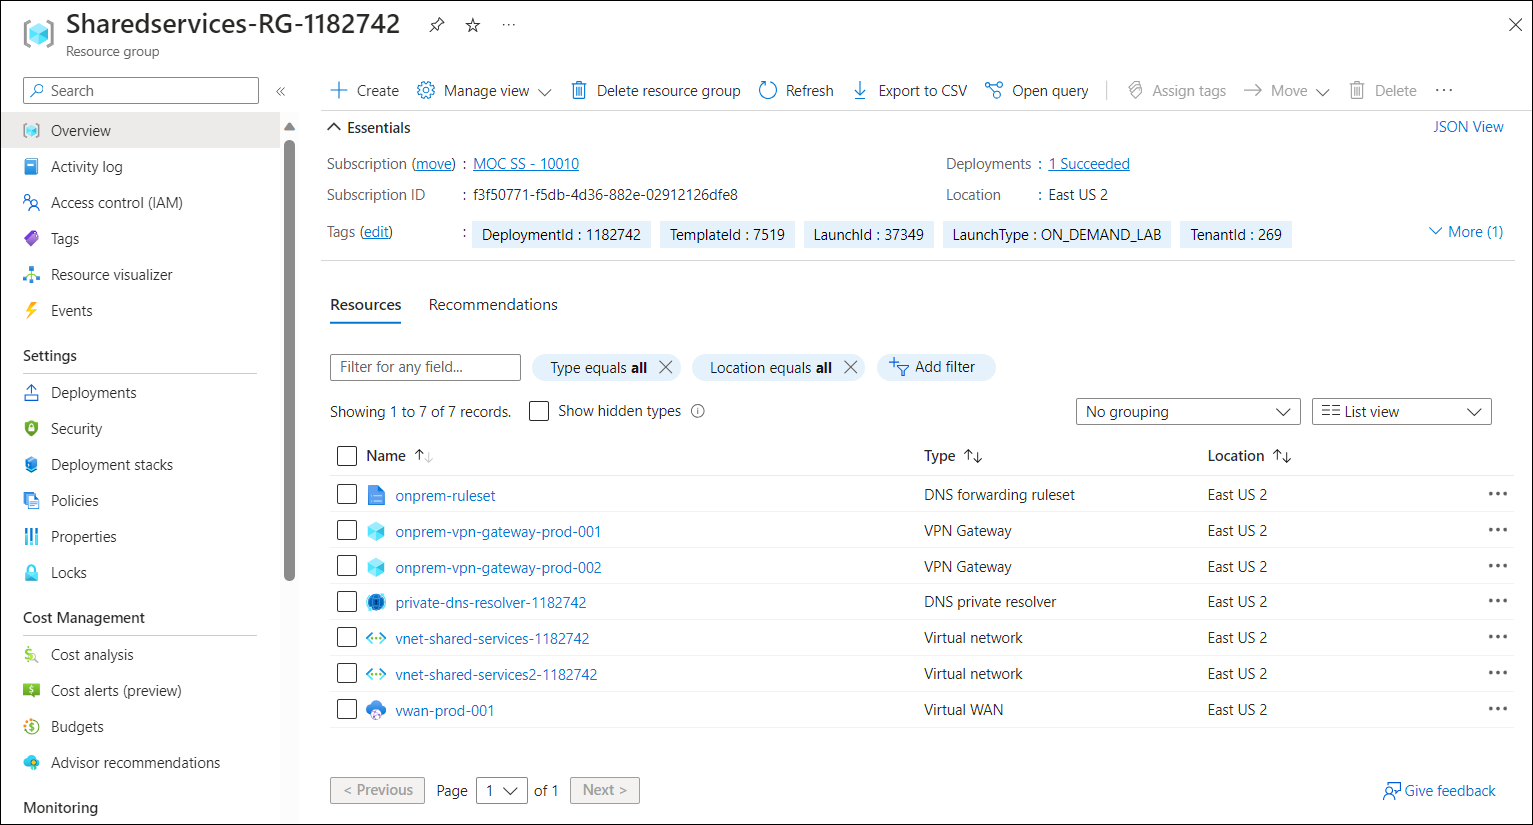 Sharedservices-RG-1182742
Resource group
Search
«
Create
Manage view
Delete resource group
Refresh
Export to CSV
Open query
Assign tags
Move
Delete
Overview
Activity log
Access control (IAM)
Tags
Resource visualizer
Events
Settings
Deployments
Security
Deployment stacks
Policies
Properties
Locks
Cost Management
Cost analysis
Cost alerts (preview)
Budgets
Advisor recommendations
Monitoring
Essentials
JSON View
Subscription (move) : MOC SS - 10010
Deployments : 1 Succeeded
Subscription ID : f3f50771-f5db-4d36-882e-02912126dfe8
Location : East US 2
Tags (edit) : DeploymentId : 1182742 TemplateId : 7519 LaunchId : 37349 LaunchType : ON_DEMAND_LAB TenantId : 269 More (1)
Resources Recommendations
Filter for any field... Type equals all Location equals all Add filter
Showing 1 to 7 of 7 records. Show hidden types No grouping List view
Name Type Location
onprem-ruleset DNS forwarding ruleset East US 2
onprem-vpn-gateway-prod-001 VPN Gateway East US 2
onprem-vpn-gateway-prod-002 VPN Gateway East US 2
private-dns-resolver-1182742 DNS private resolver East US 2
vnet-shared-services-1182742 Virtual network East US 2
vnet-shared-services2-1182742 Virtual network East US 2
vwan-prod-001 Virtual WAN East US 2
< Previous Page 1 of 1 Next > Give feedback